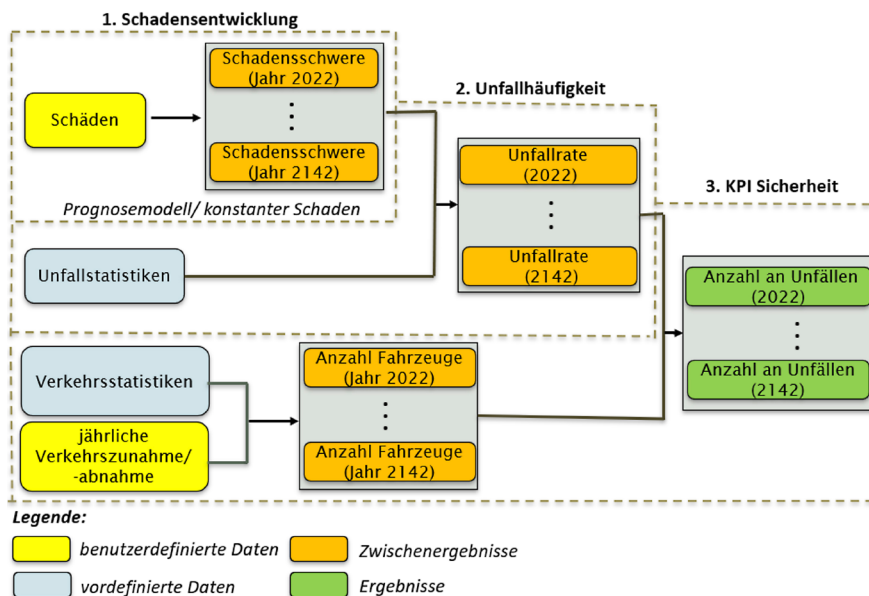 1. Schadensentwicklung
Schadensschwere
(Jahr 2022)
Schäden
Schadensschwere
(Jahr 2142)
Prognosemodell/ konstanter Schaden
2. Unfallhäufigkeit
Unfallrate
(2022)
Unfallrate
(2142)
Unfallstatistiken
3. KPI Sicherheit
Anzahl an Unfällen
(2022)
Anzahl an Unfällen
(2142)
Verkehrsstatistiken
jährliche
Verkehrszunahme/
-abnahme
Anzahl Fahrzeuge
(Jahr 2022)
Anzahl Fahrzeuge
(Jahr 2142)
Legende:
benutzerdefinierte Daten
Zwischenergebnisse
vordefinierte Daten
Ergebnisse